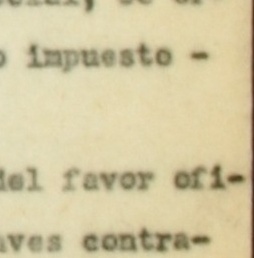 impuesto -
del favor ofi-
aves contra-